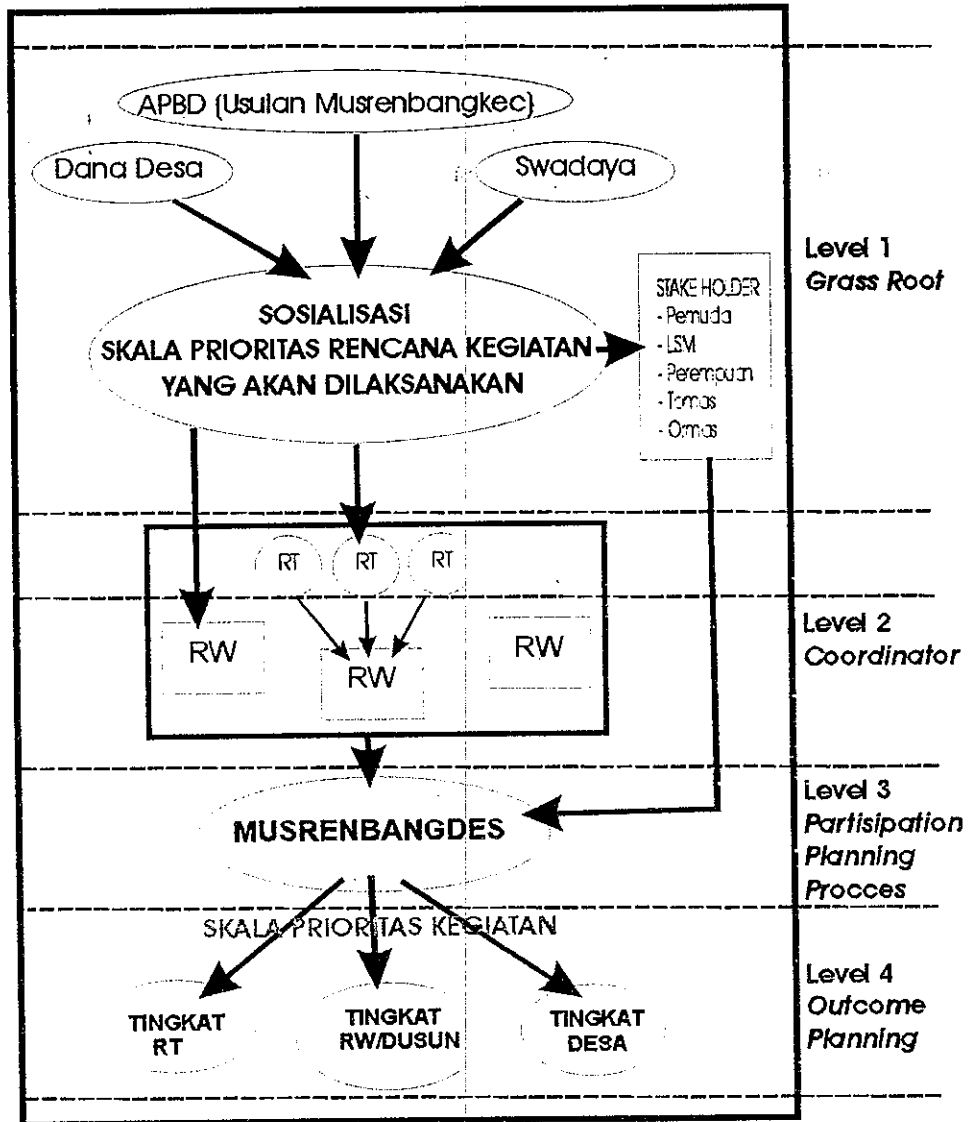 APBD (Usulan Musrenbangkec)
Dana Desa
Swadaya
SOSIALISASI
SKALA PRIORITAS RENCANA KEGIATAN
YANG AKAN DILAKSANAKAN
STAKE HOLDER
- Pemuda
- LSM
- Perempuan
- Tomas
- Ormas
Level 1
Grass Root
RT
RT
RT
RW
RW
RW
Level 2
Coordinator
MUSRENBANGDES
Level 3
Partisipation
Planning
Procces
SKALA PRIORITAS KEGIATAN
TINGKAT
RT
TINGKAT
RW/DUSUN
TINGKAT
DESA
Level 4
Outcome
Planning